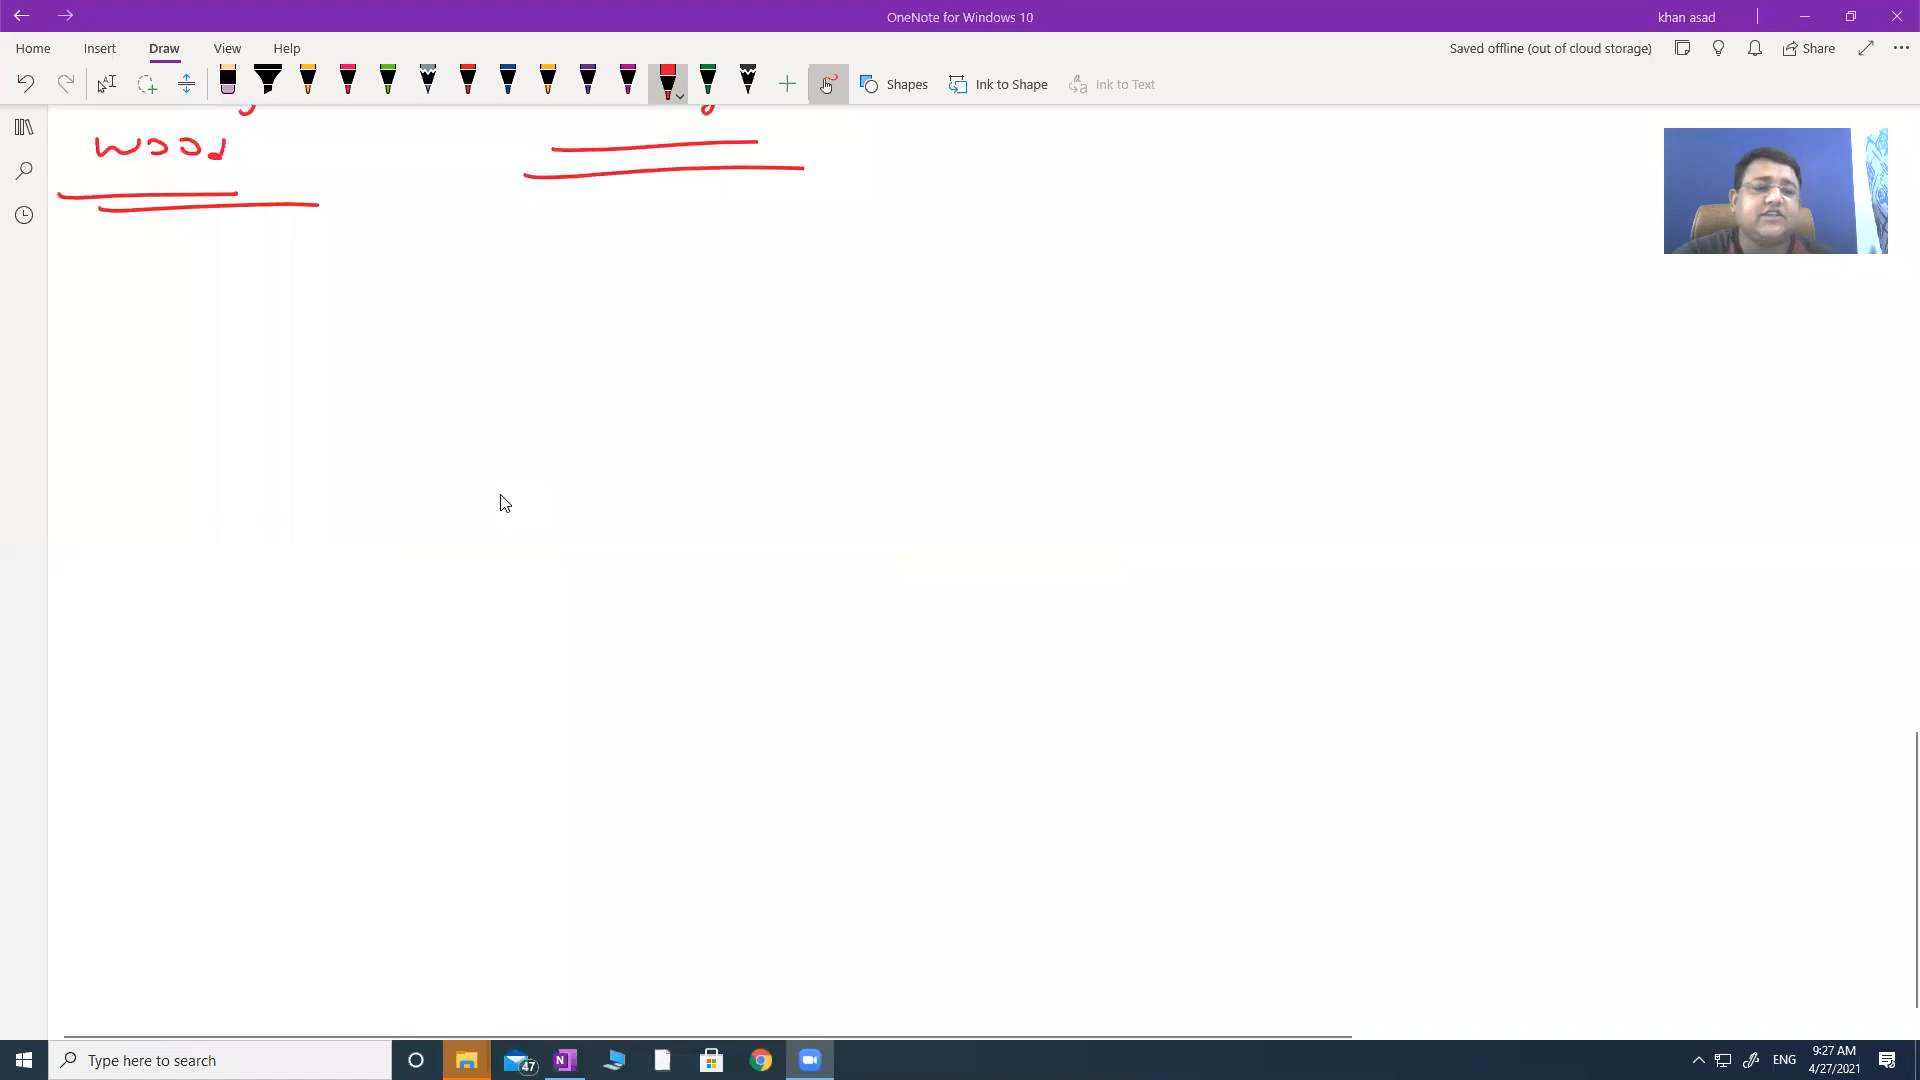 OneNote for Windows 10
khan asad
Home Insert Draw View Help
Saved offline (out of cloud storage)
Share
Shapes
Ink to Shape
Ink to Text
wood
Type here to search
47
N
ENG
9:27 AM
4/27/2021